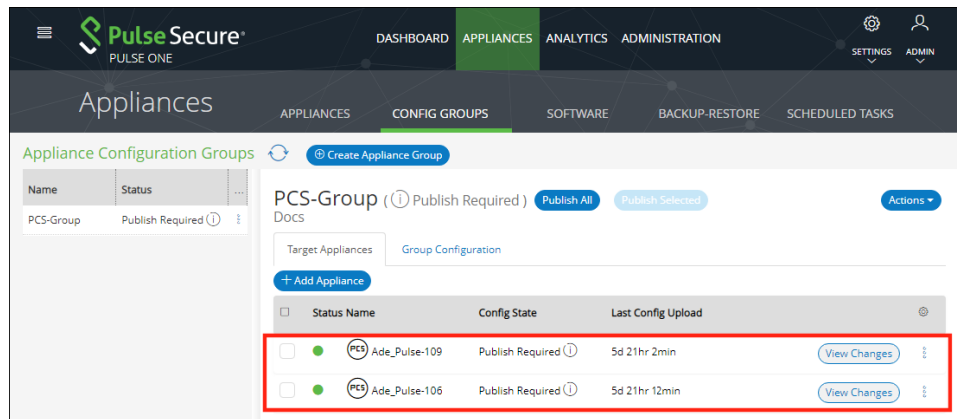 Pulse Secure®
PULSE ONE
DASHBOARD APPLIANCES ANALYTICS ADMINISTRATION
SETTINGS ADMIN
Appliances
APPLIANCES CONFIG GROUPS SOFTWARE BACKUP-RESTORE SCHEDULED TASKS
Appliance Configuration Groups
Create Appliance Group
Name Status ...
PCS-Group Publish Required
PCS-Group ( Publish Required ) Publish All Publish Selected Actions
Docs
Target Appliances Group Configuration
+ Add Appliance
Status Name Config State Last Config Upload
PCS Ade_Pulse-109 Publish Required 5d 21hr 2min View Changes
PCS Ade_Pulse-106 Publish Required 5d 21hr 12min View Changes